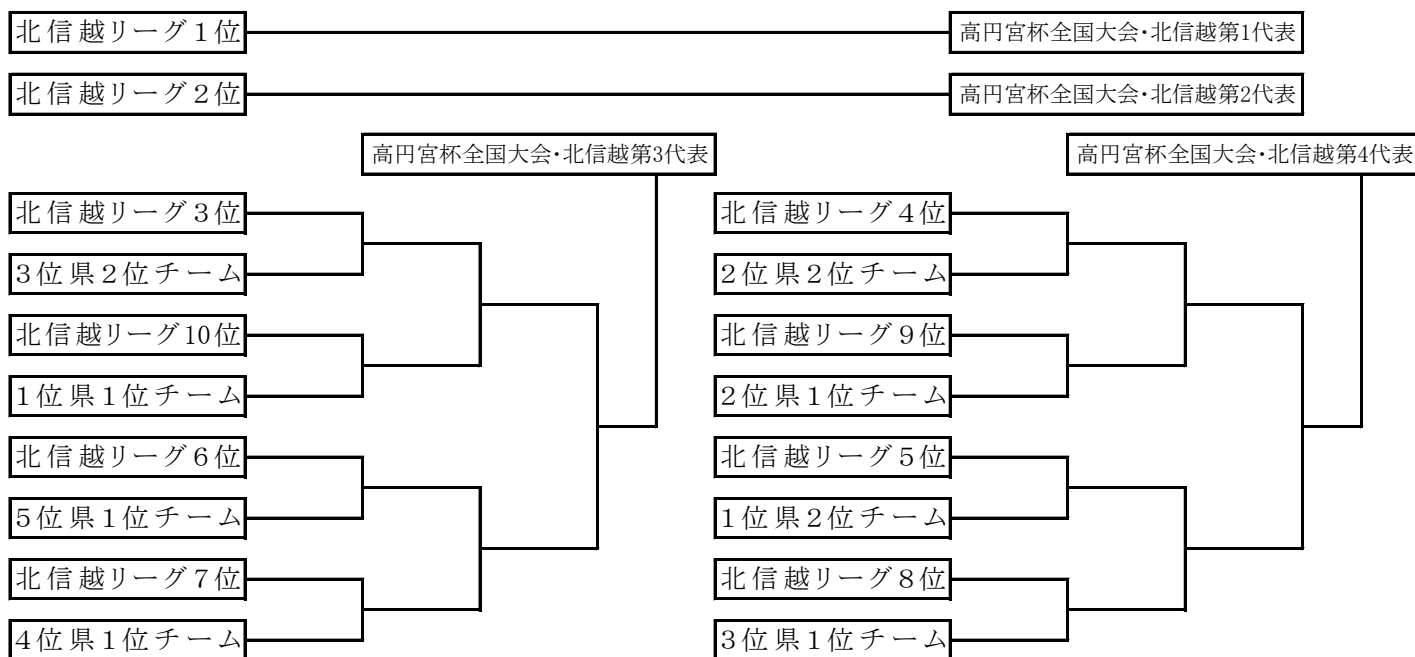 北信越リーグ1位
高円宮杯全国大会・北信越第1代表
北信越リーグ2位
高円宮杯全国大会・北信越第2代表
高円宮杯全国大会・北信越第3代表
北信越リーグ3位
3位県2位チーム
北信越リーグ10位
1位県1位チーム
北信越リーグ6位
5位県1位チーム
北信越リーグ7位
4位県1位チーム
高円宮杯全国大会・北信越第4代表
北信越リーグ4位
2位県2位チーム
北信越リーグ9位
2位県1位チーム
北信越リーグ5位
1位県2位チーム
北信越リーグ8位
3位県1位チーム